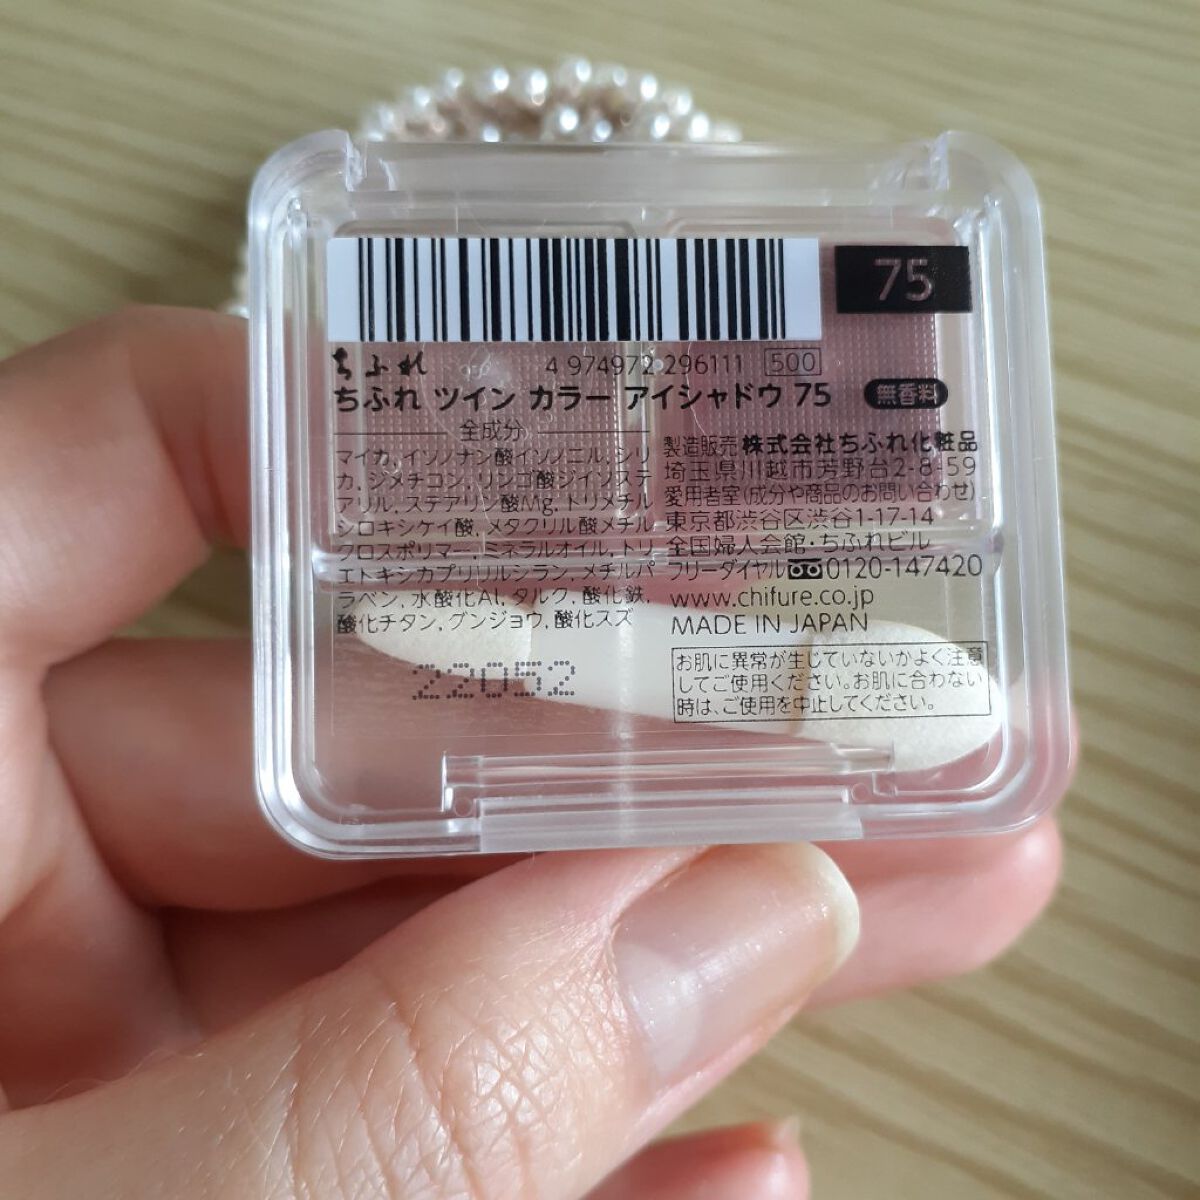 75
ちふれ
4 974972 296111 500
ちふれ ツイン カラー アイシャドウ 75 無香料
全成分
マイカ, イソノナン酸イソノニル, シリ
カ, ジメチコン, リンゴ酸ジイソステ
アリル, ステアリン酸Mg, トリメチル
シロキシケイ酸, メタクリル酸メチル
クロスポリマー, ミネラルオイル, トリ
エトキシカプリリルシラン, メチルパ
ラベン, 水酸化Al, タルク, 酸化鉄,
酸化チタン, グンジョウ, 酸化スズ
22052
製造販売 株式会社ちふれ化粧品
埼玉県川越市芳野台2-8-59
愛用者室(成分や商品のお問い合わせ)
東京都渋谷区渋谷1-17-14
全国婦人会館・ちふれビル
フリーダイヤル 0120-147420
www.chifure.co.jp
MADE IN JAPAN
お肌に異常が生じていないかよく注意
してご使用ください。お肌に合わない
時は、ご使用を中止してください。